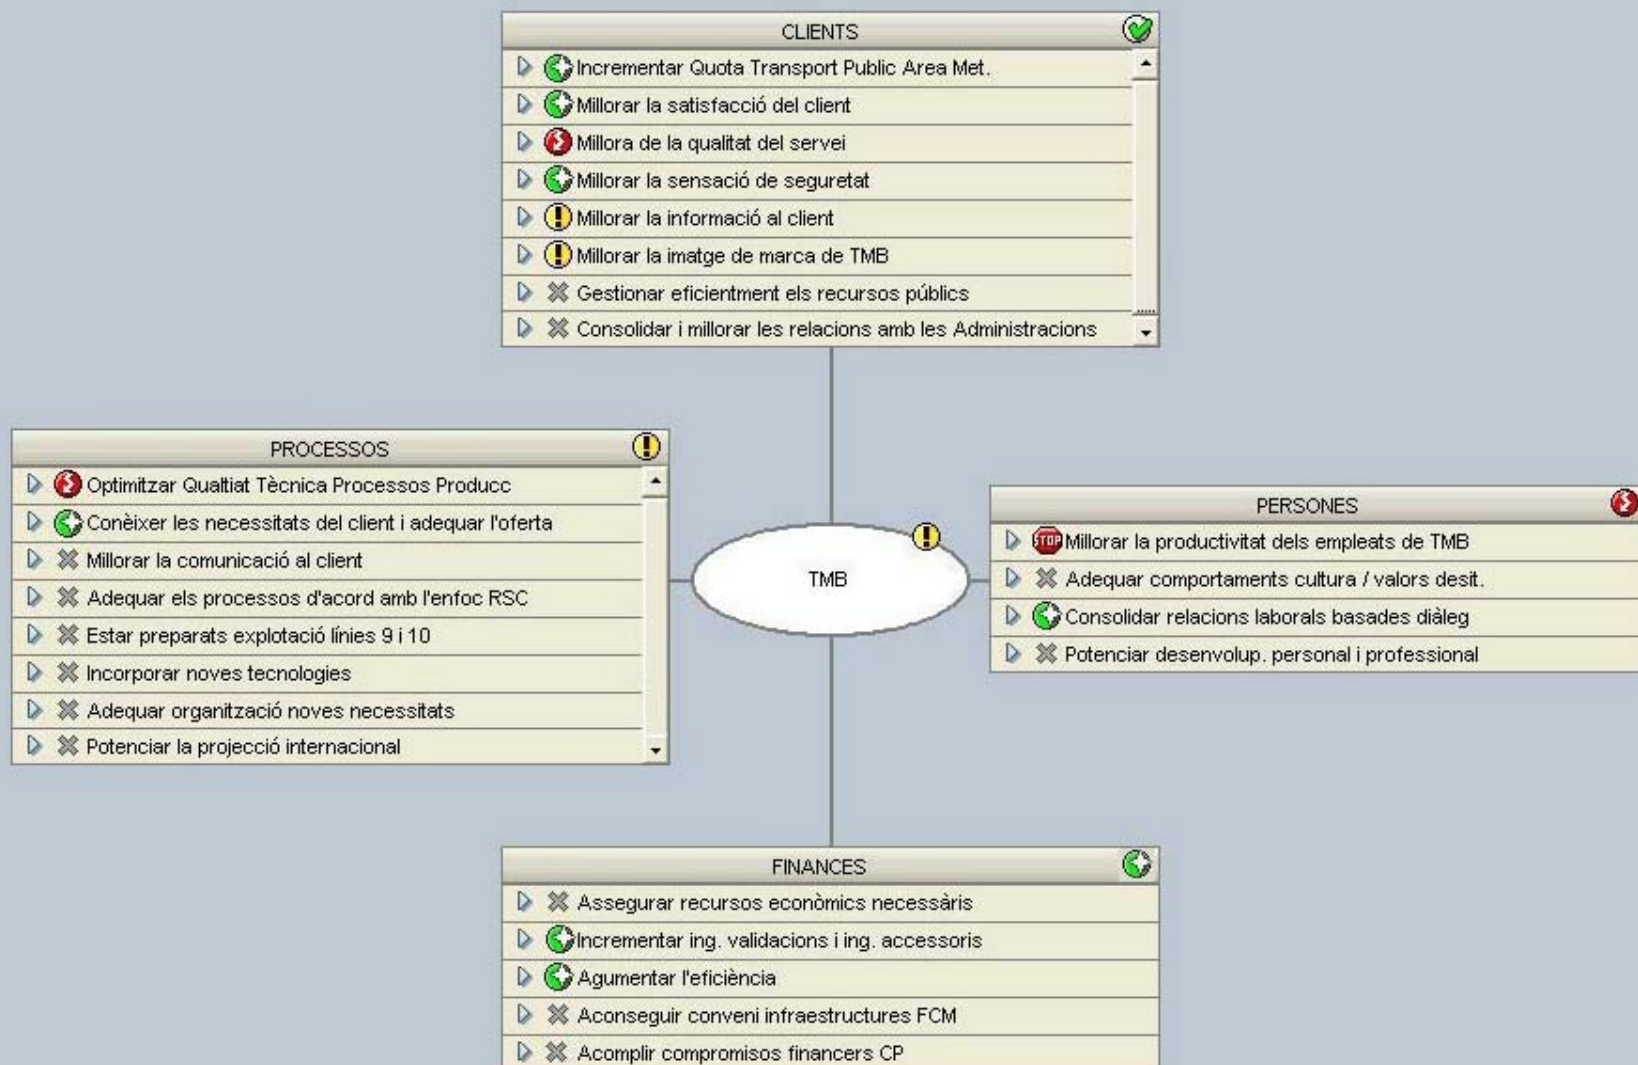 CLIENTS
Incrementar Quota Transport Public Area Met.
Millorar la satisfacció del client
Millora de la qualitat del servei
Millorar la sensació de seguretat
Millorar la informació al client
Millorar la imatge de marca de TMB
Gestionar eficientment els recursos públics
Consolidar i millorar les relacions amb les Administracions
PROCESSOS
Optimitzar Qualtiat Tècnica Processos Producc
Conèixer les necessitats del client i adequar l'oferta
Millorar la comunicació al client
Adequar els processos d'acord amb l'enfoc RSC
Estar preparats explotació línies 9 i 10
Incorporar noves tecnologies
Adequar organització noves necessitats
Potenciar la projecció internacional
TMB
PERSONES
STOP Millorar la productivitat dels empleats de TMB
Adequar comportaments cultura / valors desit.
Consolidar relacions laborals basades diàleg
Potenciar desenvolup. personal i professional
FINANCES
Assegurar recursos econòmics necessàris
Incrementar ing. validacions i ing. accessoris
Agumentar l'eficiència
Aconseguir conveni infraestructures FCM
Acomplir compromisos financers CP